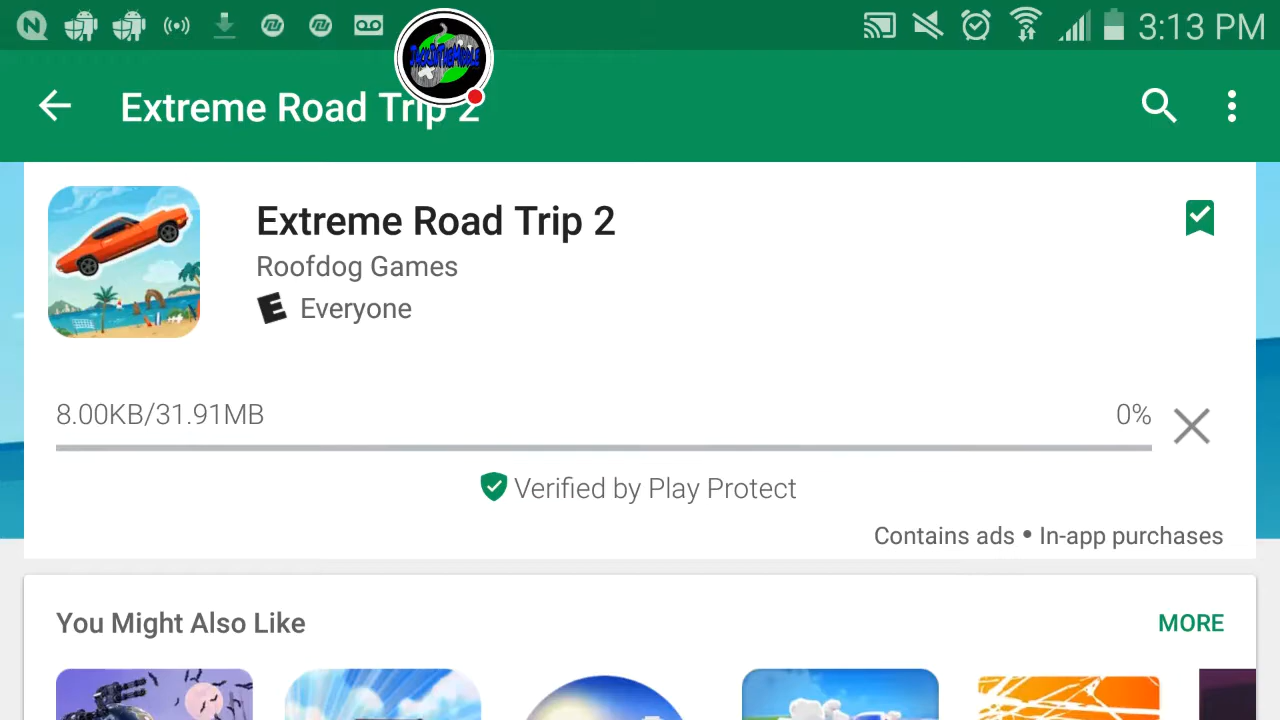 3:13 PM
JackInTheMiddle
Extreme Road Trip 2
Extreme Road Trip 2
Roofdog Games
E Everyone
8.00KB/31.91MB 0%
Verified by Play Protect
Contains ads • In-app purchases
You Might Also Like MORE